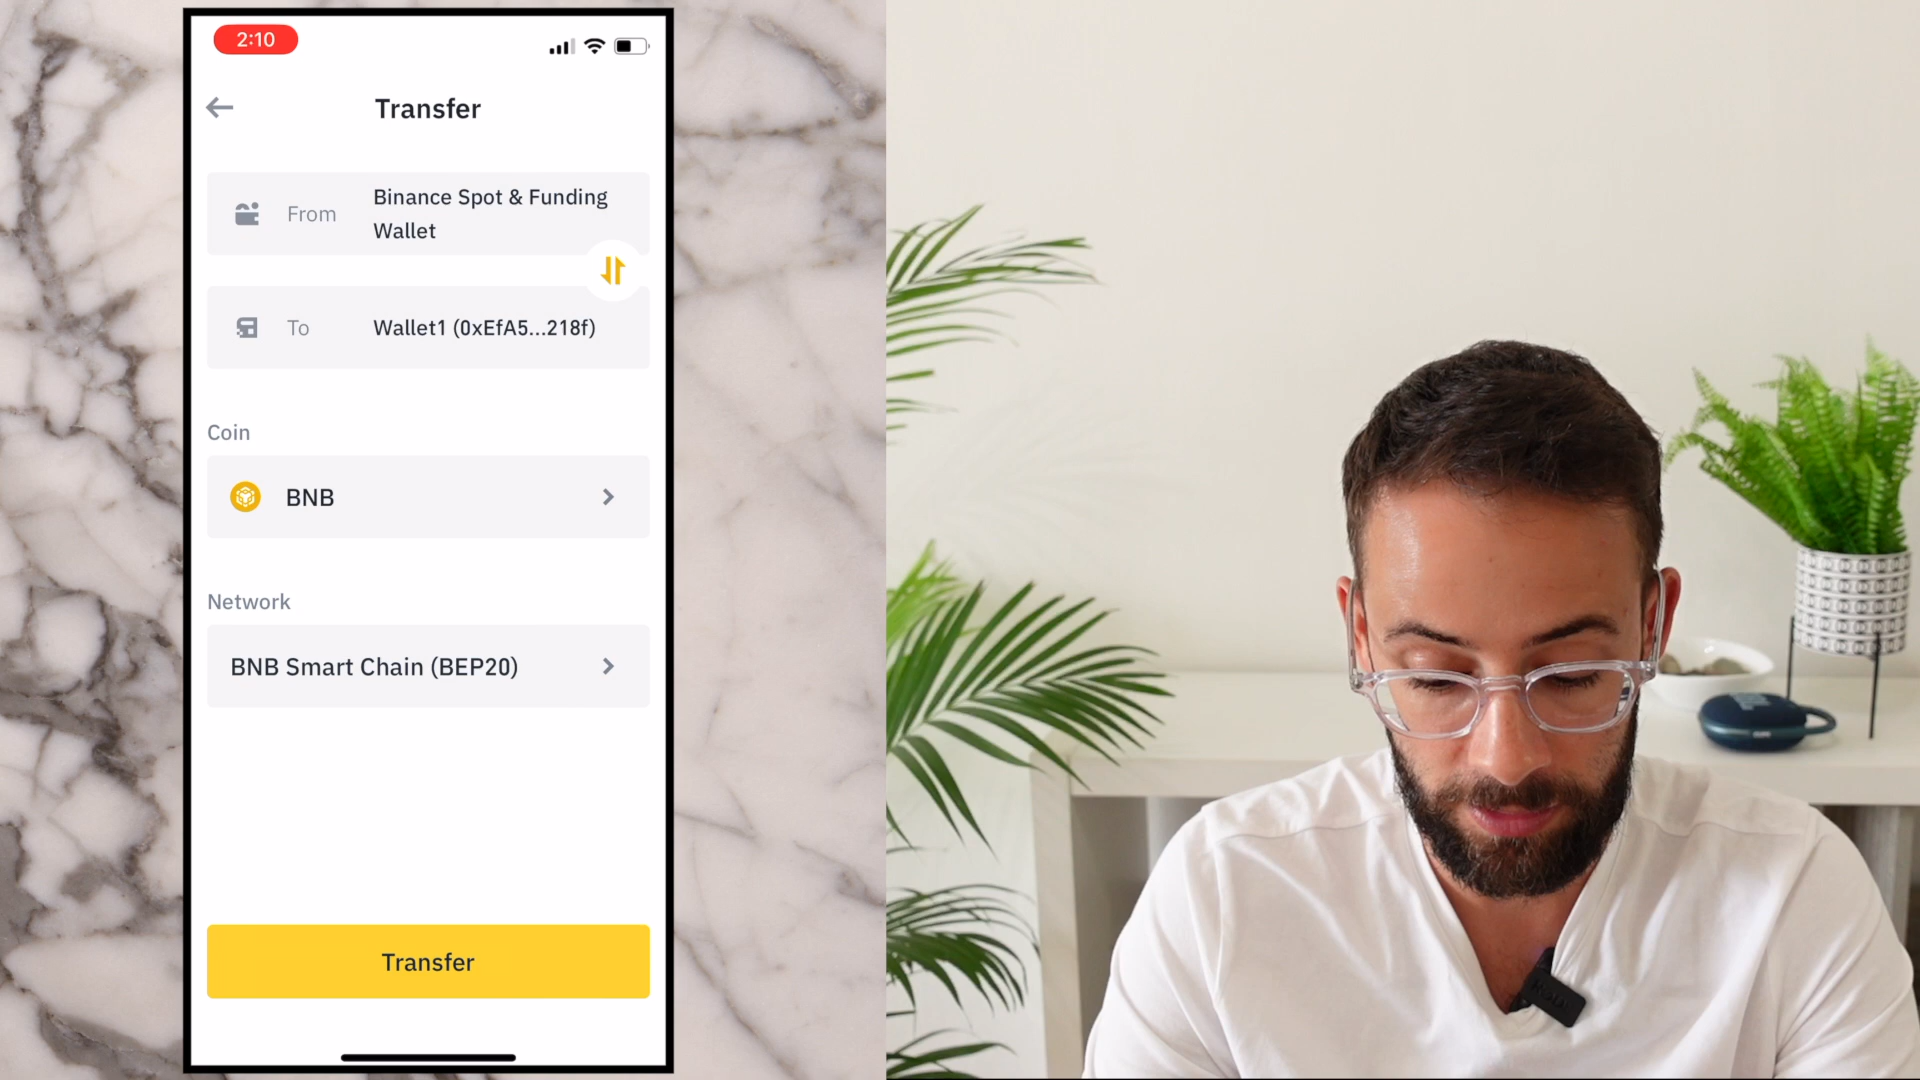 2:10
Transfer
From
Binance Spot & Funding
Wallet
To
Wallet1 (0xEfA5...218f)
Coin
BNB
Network
BNB Smart Chain (BEP20)
Transfer